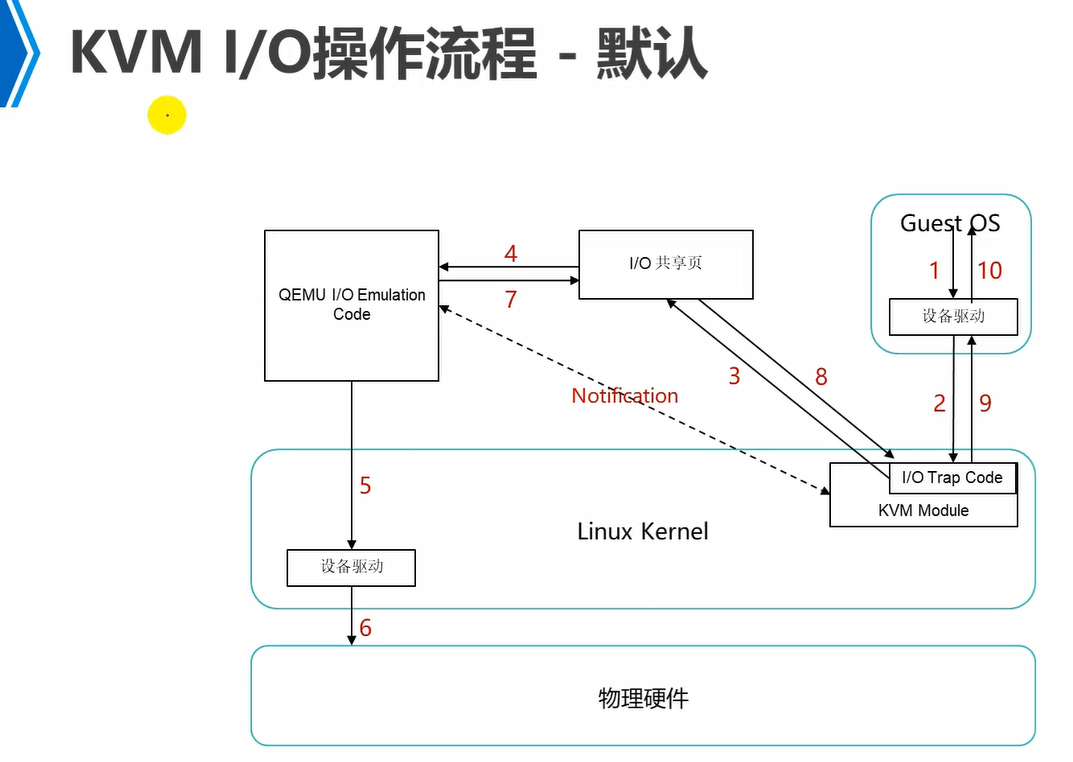 KVM I/O操作流程 - 默认
Guest OS
1
10
设备驱动
QEMU I/O Emulation
Code
4
7
I/O 共享页
3
8
2
9
Notification
I/O Trap Code
KVM Module
5
Linux Kernel
设备驱动
6
物理硬件